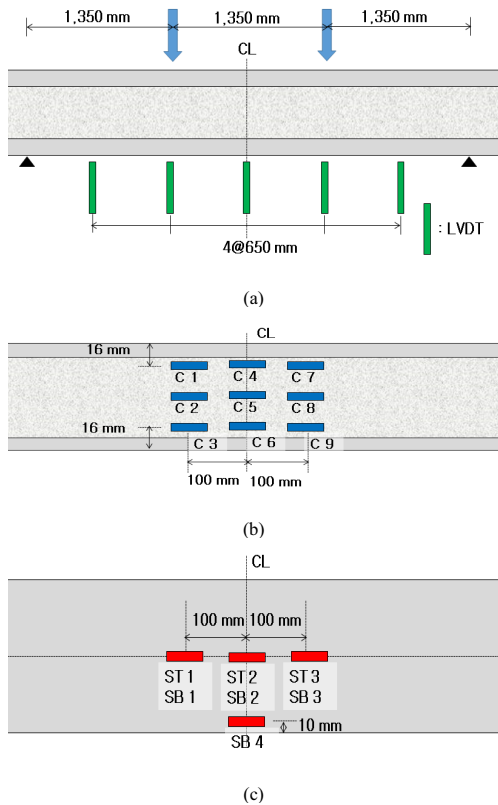 1,350 mm 1,350 mm 1,350 mm
CL
4@650 mm
: LVDT
(a)
CL
16 mm
C 1 C 4 C 7
C 2 C 5 C 8
16 mm
C 3 C 6 C 9
100 mm 100 mm
(b)
CL
100 mm 100 mm
ST 1 ST 2 ST 3
SB 1 SB 2 SB 3
10 mm
SB 4
(c)